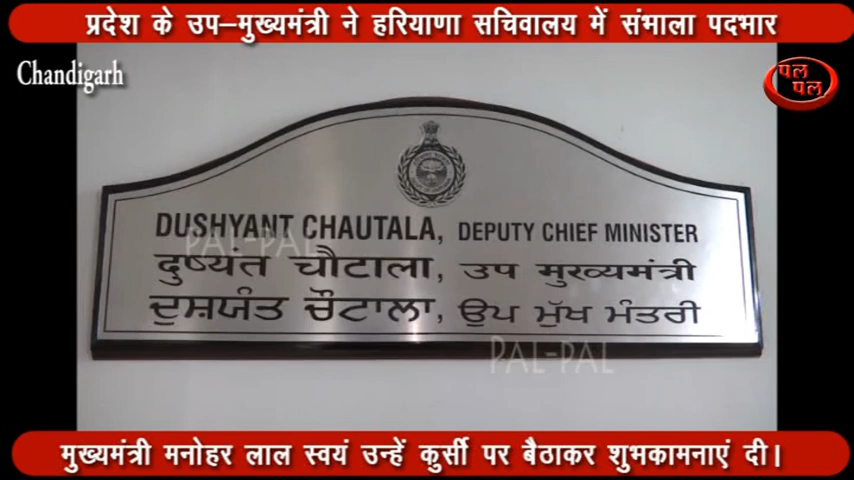 प्रदेश के उप-मुख्यमंत्री ने हरियाणा सचिवालय में संभाला पदभार
Chandigarh
पल
पल
DUSHYANT CHAUTALA, DEPUTY CHIEF MINISTER
PAL-PAL
दुष्यंत चौटाला, उप मुख्यमंत्री
ਦੁਸ਼ਯੰਤ ਚੌਟਾਲਾ, ਉਪ ਮੁੱਖ ਮੰਤਰੀ
PAL-PAL
मुख्यमंत्री मनोहर लाल स्वयं उन्हें कुर्सी पर बैठाकर शुभकामनाएं दी।